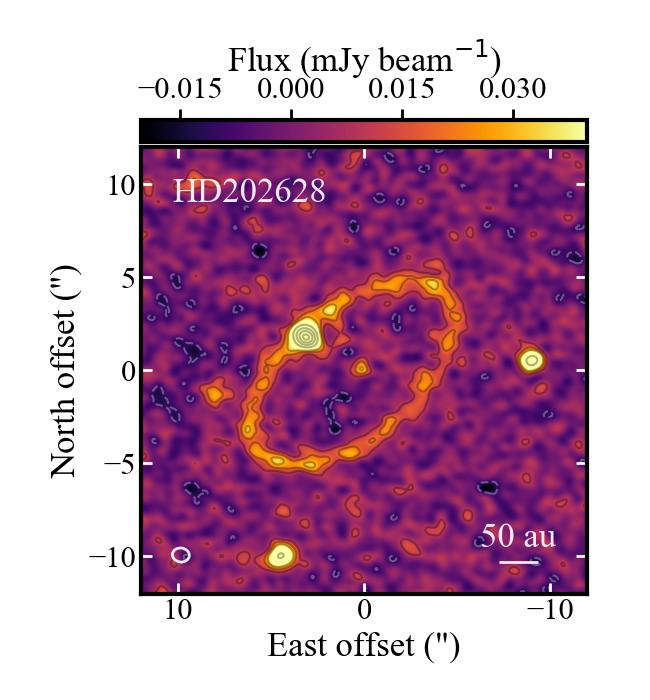 Flux (mJy beam⁻¹)
−0.015 0.000 0.015 0.030
HD202628
10
5
0
−5
−10
North offset (")
50 au
10 0 −10
East offset (")